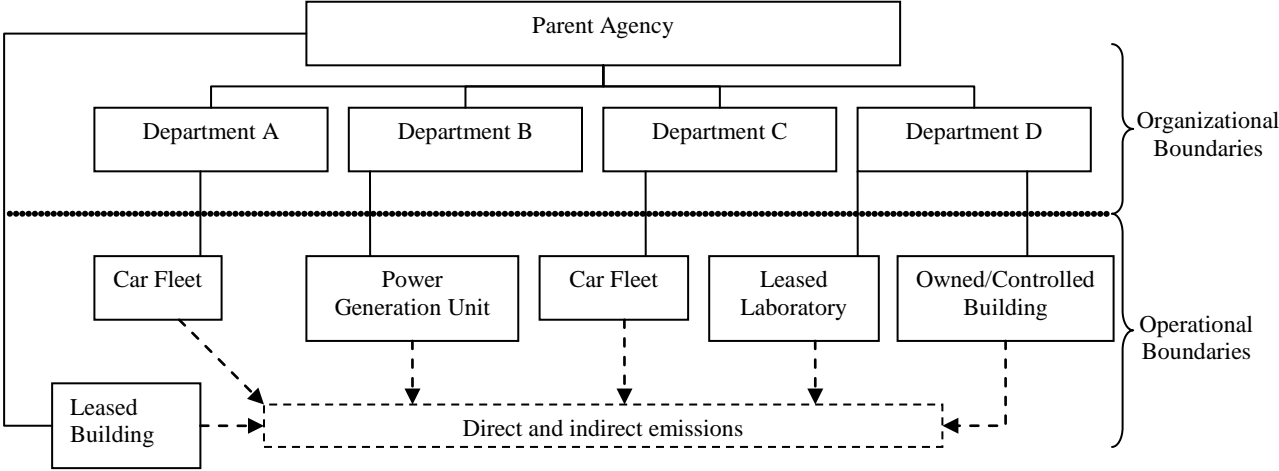 Parent Agency
Department A
Department B
Department C
Department D
Organizational
Boundaries
Car Fleet
Power
Generation Unit
Car Fleet
Leased
Laboratory
Owned/Controlled
Building
Operational
Boundaries
Leased
Building
Direct and indirect emissions